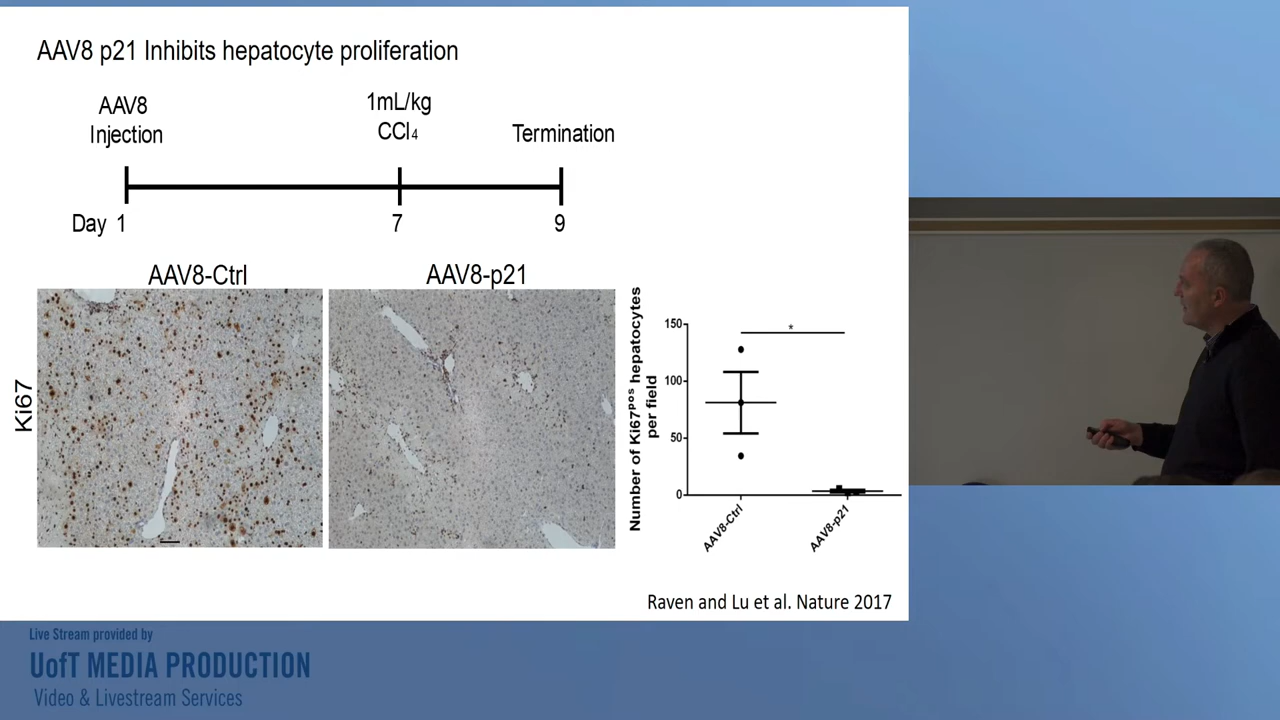 AAV8 p21 Inhibits hepatocyte proliferation
AAV8
Injection
1mL/kg
CCl₄
Termination
Day 1
7
9
AAV8-Ctrl
AAV8-p21
Ki67
Number of Ki67ᵖᵒˢ hepatocytes
per field
150
100
50
0
*
AAV8-Ctrl
AAV8-p21
Raven and Lu et al. Nature 2017
Live Stream provided by
UofT MEDIA PRODUCTION
Video & Livestream Services